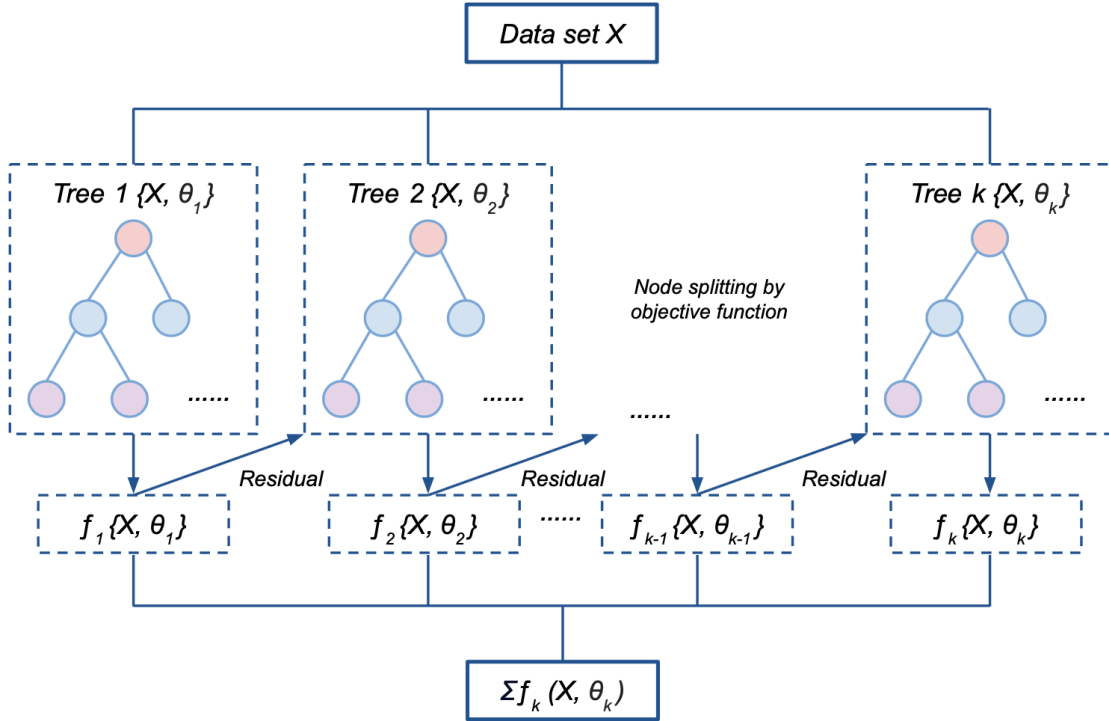 Data set X
Tree 1 {X, θ₁}
Tree 2 {X, θ₂}
Tree k {X, θₖ}
Node splitting by
objective function
......
......
......
......
Residual
Residual
Residual
f₁{X, θ₁}
f₂{X, θ₂}
......
fₖ₋₁{X, θₖ₋₁}
fₖ{X, θₖ}
Σfₖ (X, θₖ)